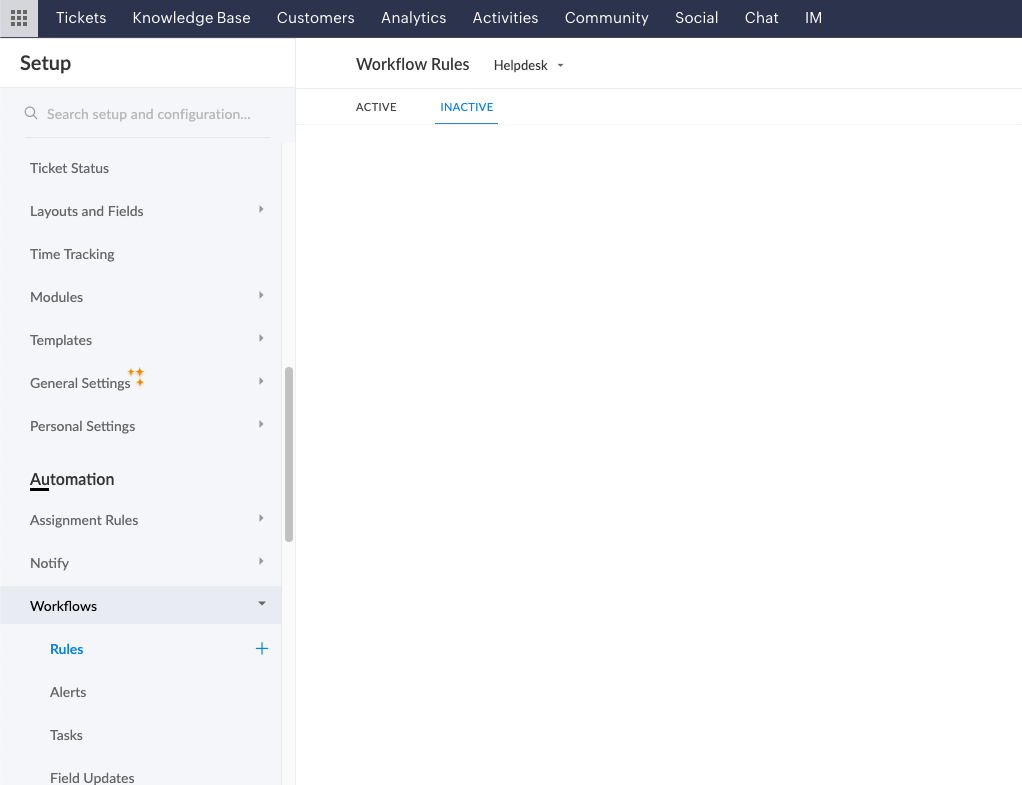 Tickets Knowledge Base Customers Analytics Activities Community Social Chat IM
Setup
Search setup and configuration...
Ticket Status
Layouts and Fields
Time Tracking
Modules
Templates
General Settings
Personal Settings
Automation
Assignment Rules
Notify
Workflows
Rules
Alerts
Tasks
Field Updates
Workflow Rules Helpdesk
ACTIVE INACTIVE